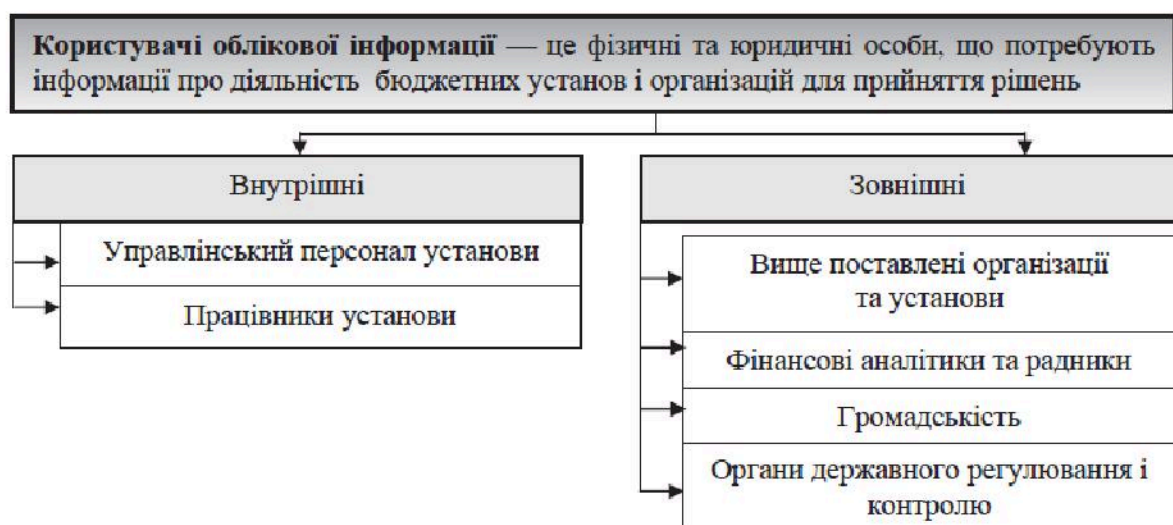 Користувачі облікової інформації — це фізичні та юридичні особи, що потребують
інформації про діяльність бюджетних установ і організацій для прийняття рішень
Внутрішні
Управлінський персонал установи
Працівники установи
Зовнішні
Вище поставлені організації
та установи
Фінансові аналітики та радники
Громадськість
Органи державного регулювання і
контролю